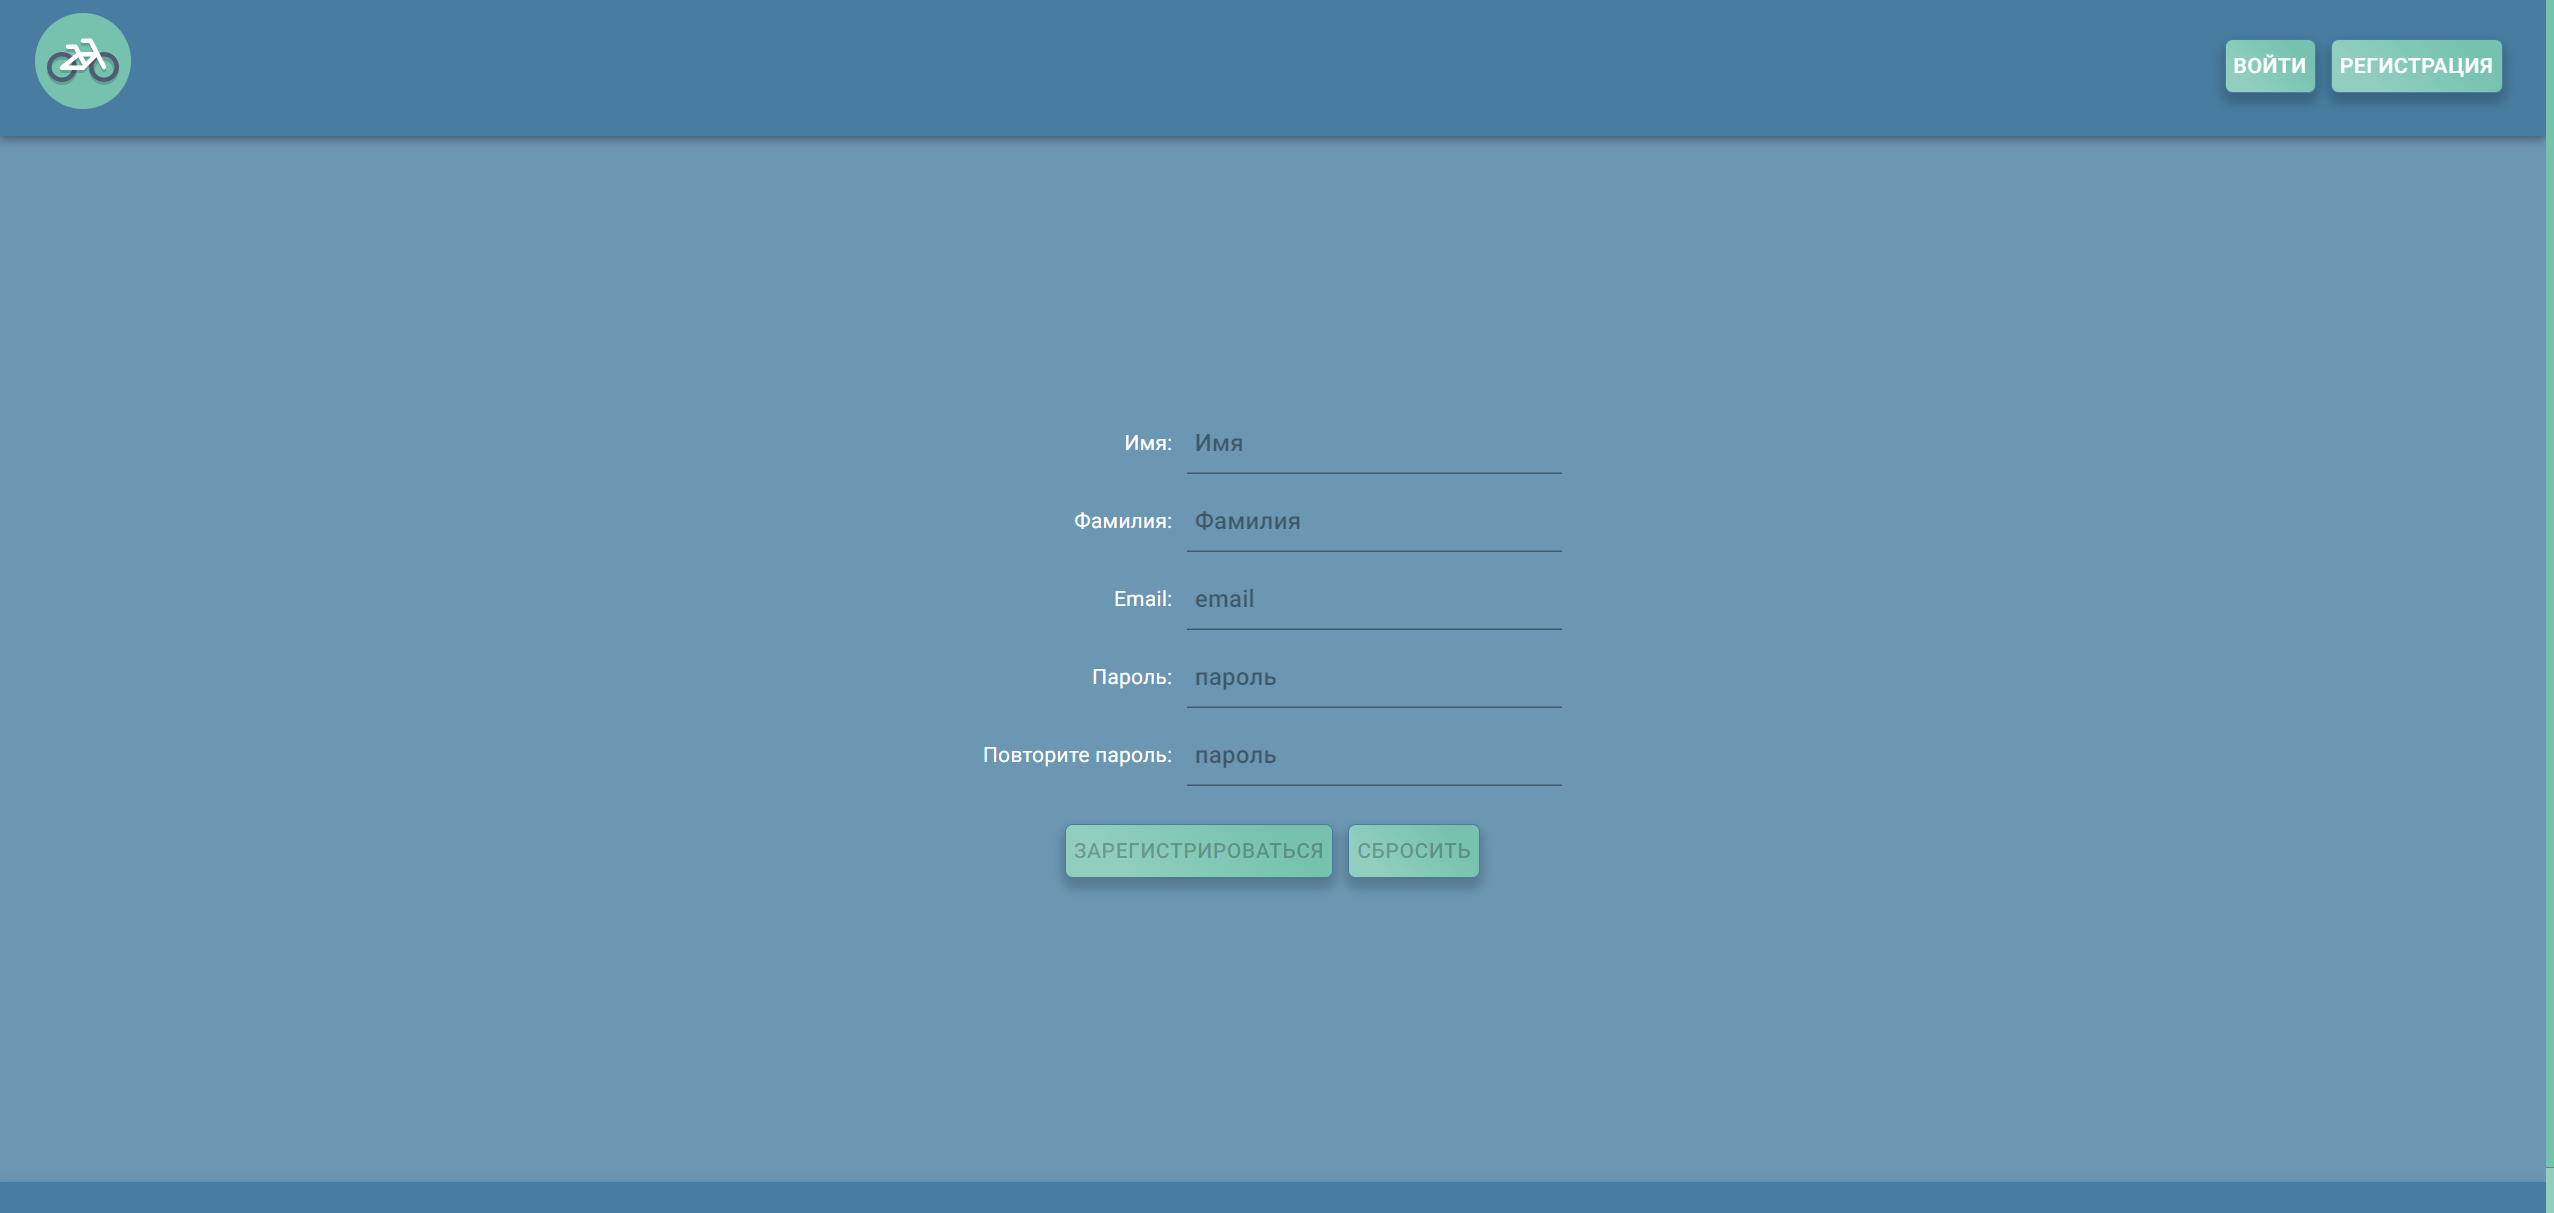 ВОЙТИ РЕГИСТРАЦИЯ
Имя: Имя
Фамилия: Фамилия
Email: email
Пароль: пароль
Повторите пароль: пароль
ЗАРЕГИСТРИРОВАТЬСЯ СБРОСИТЬ